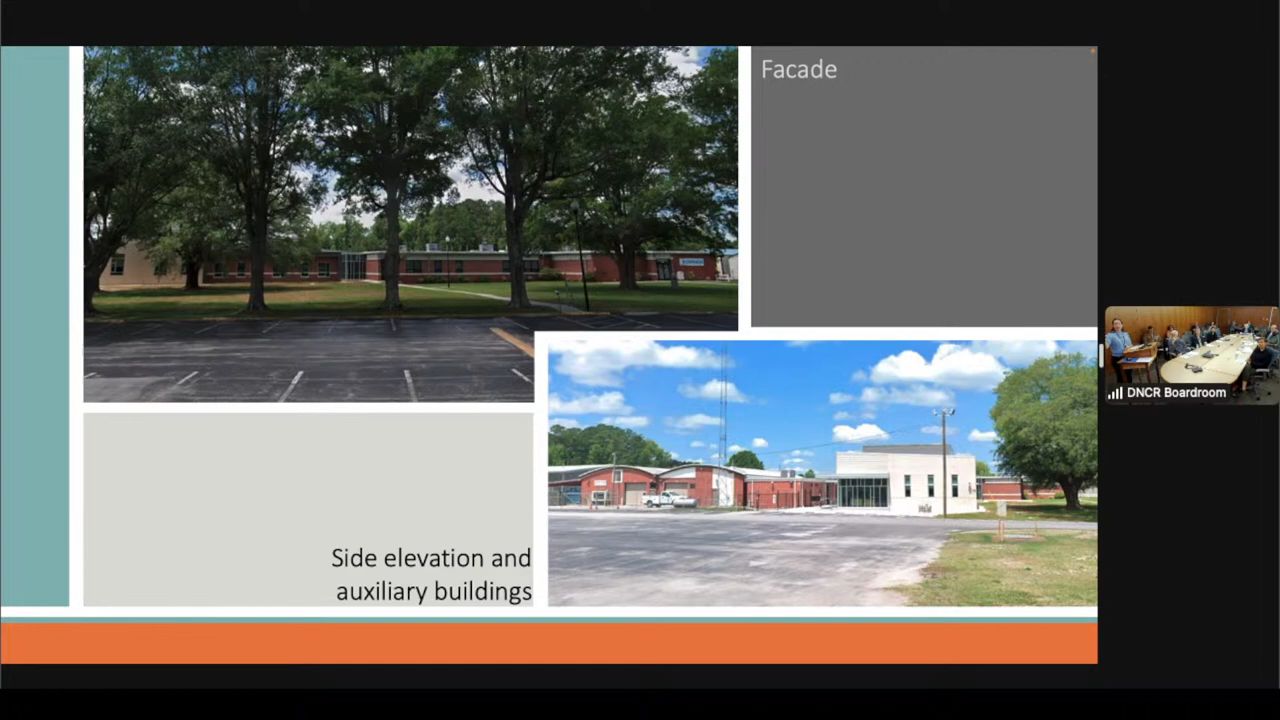 Facade
Side elevation and
auxiliary buildings
DNCR Boardroom